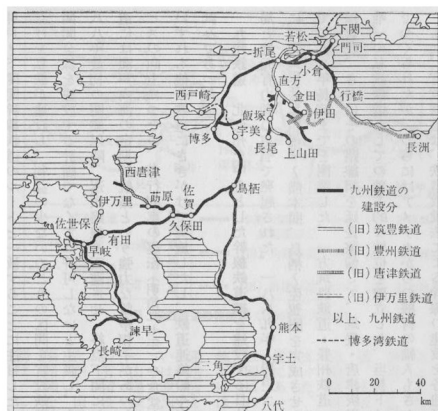 下関
若松
門司
折尾
小倉
直方
西戸崎
金田
行橋
飯塚
伊田
宇美
博多
長洲
長尾
上山田
西唐津
佐賀
鳥栖
伊万里
莇原
佐世保
久保田
有田
早岐
諫早
熊本
長崎
三角
宇土
八代
九州鉄道の
建設分
(旧)筑豊鉄道
(旧)豊州鉄道
(旧)唐津鉄道
(旧)伊万里鉄道
以上、九州鉄道
博多湾鉄道
0 20 40
km